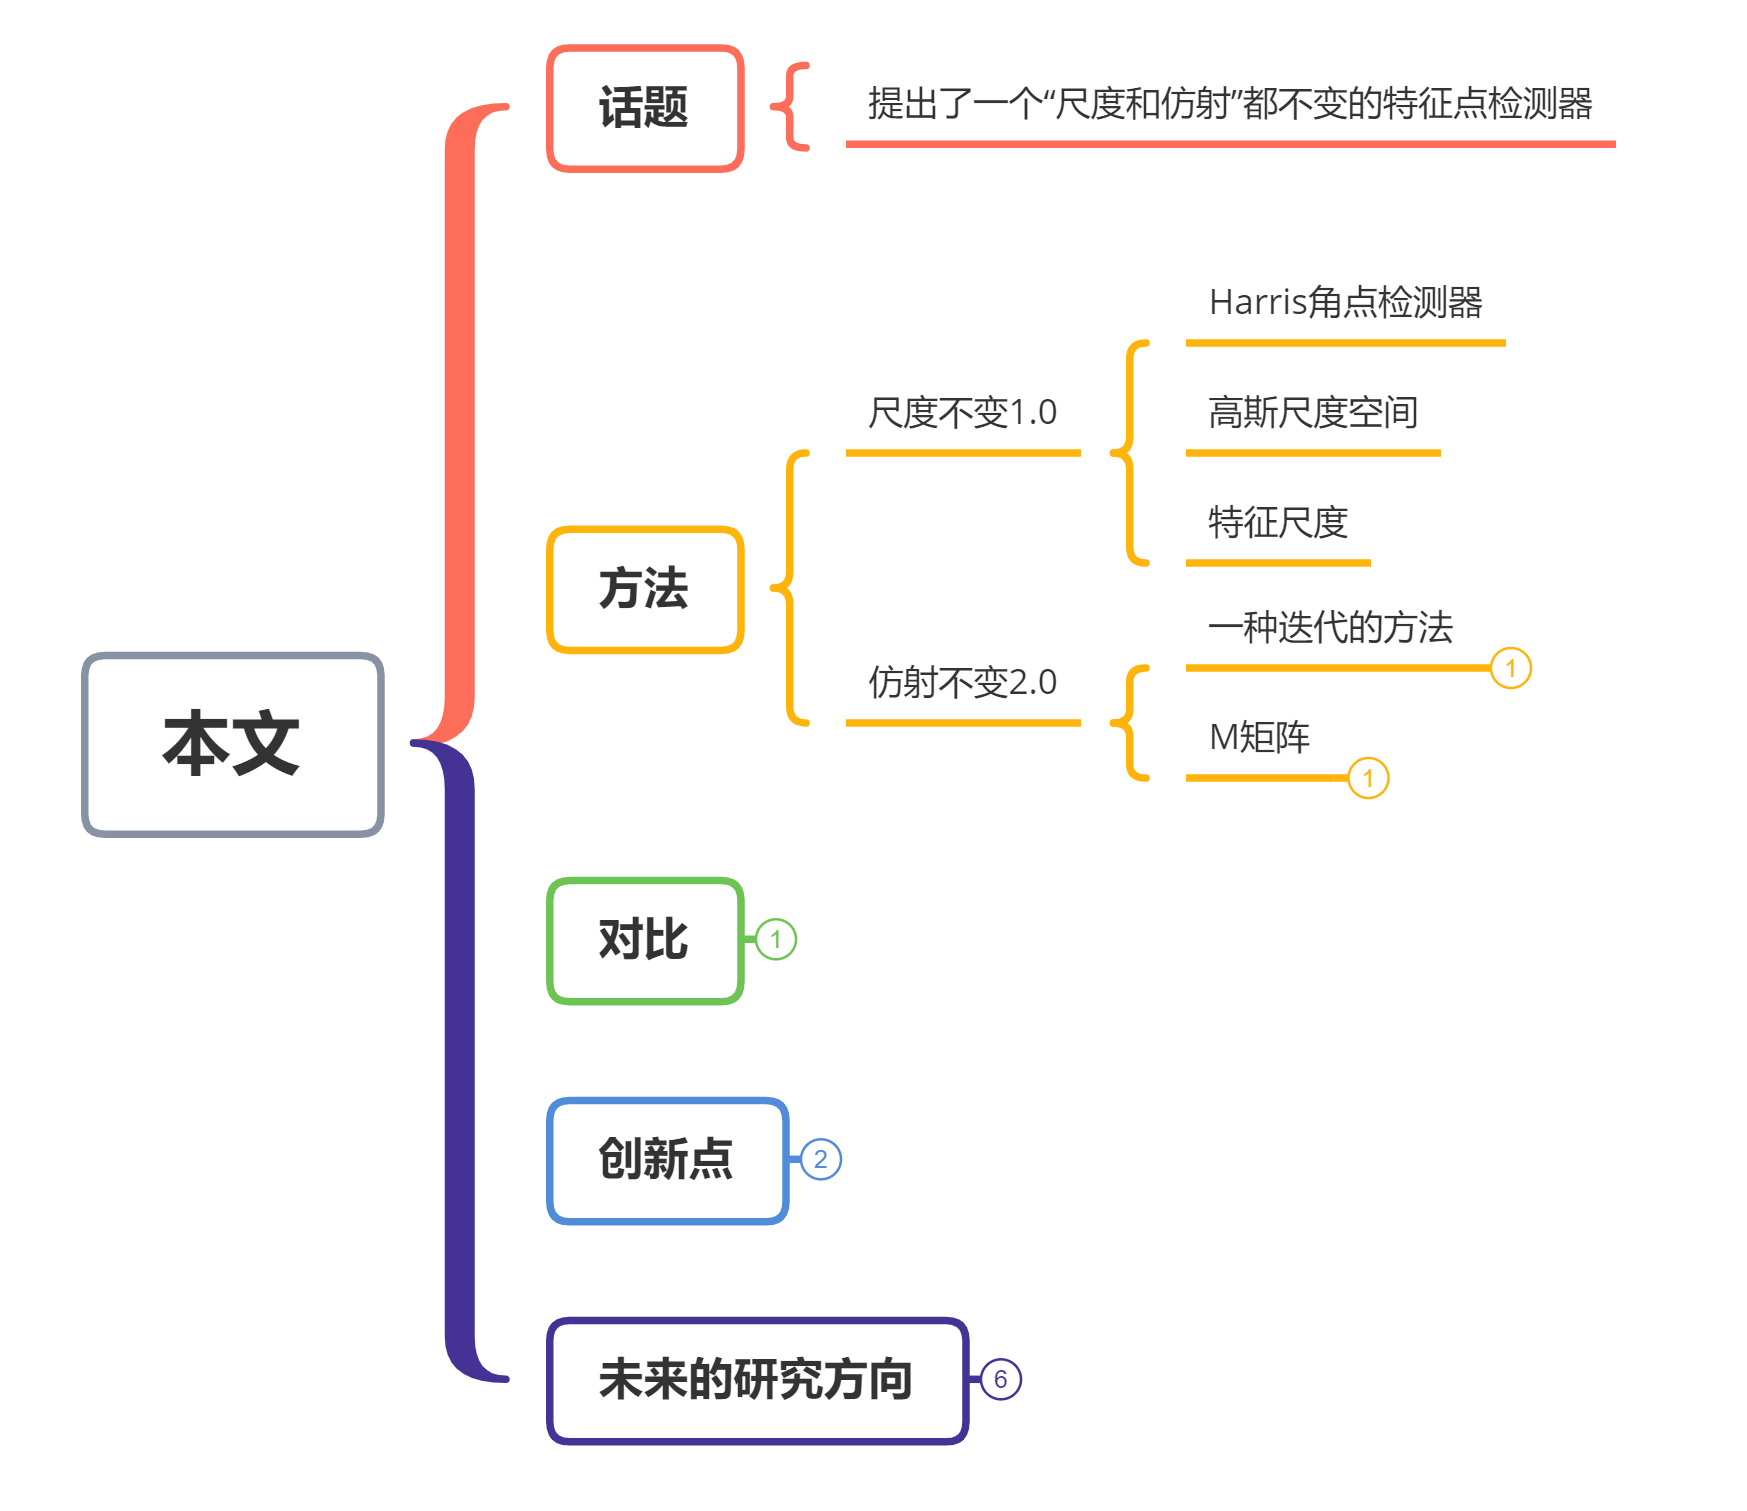 本文
话题
提出了一个“尺度和仿射”都不变的特征点检测器
方法
尺度不变1.0
Harris角点检测器
高斯尺度空间
特征尺度
仿射不变2.0
一种迭代的方法
1
M矩阵
1
对比
1
创新点
2
未来的研究方向
6